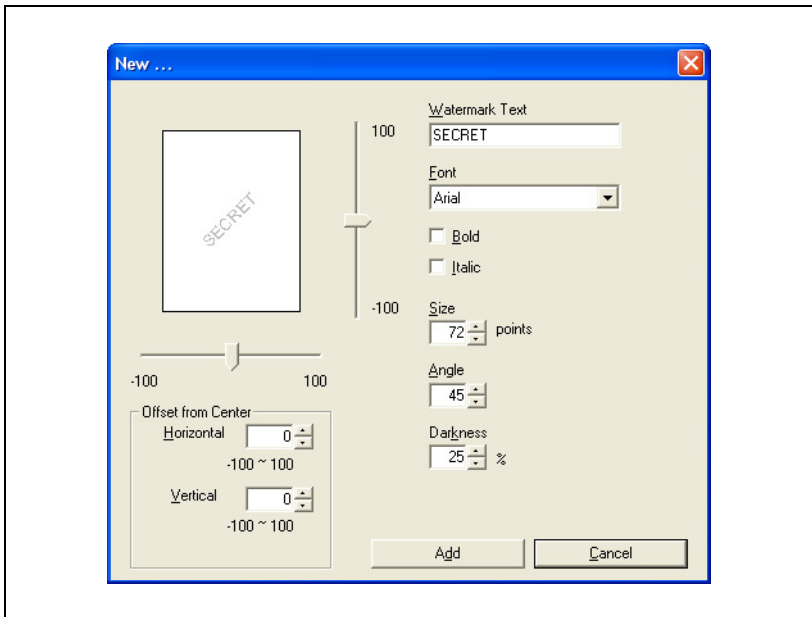 New ...
SECRET
100
-100
-100 100
Offset from Center
Horizontal 0
-100 ~ 100
Vertical 0
-100 ~ 100
Watermark Text
SECRET
Font
Arial
Bold
Italic
Size
72 points
Angle
45
Darkness
25 %
Add Cancel